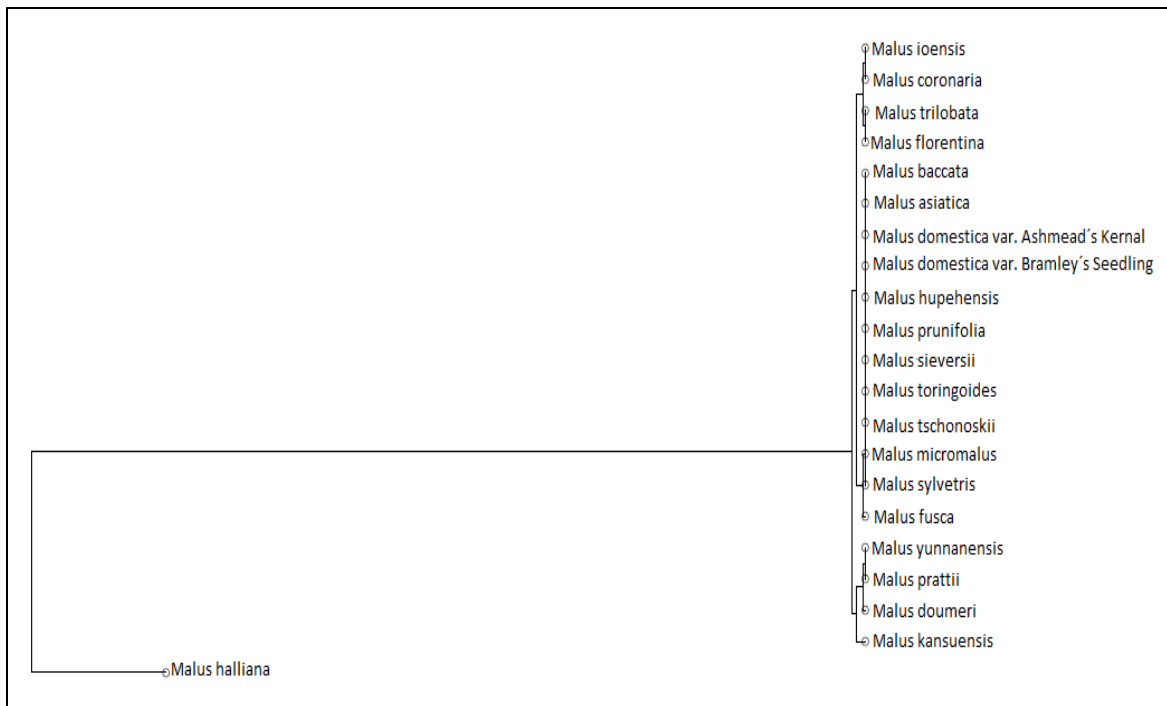 Malus ioensis
Malus coronaria
Malus trilobata
Malus florentina
Malus baccata
Malus asiatica
Malus domestica var. Ashmead´s Kernal
Malus domestica var. Bramley´s Seedling
Malus hupehensis
Malus prunifolia
Malus sieversii
Malus toringoides
Malus tschonoskii
Malus micromalus
Malus sylvetris
Malus fusca
Malus yunnanensis
Malus prattii
Malus doumeri
Malus kansuensis
Malus halliana